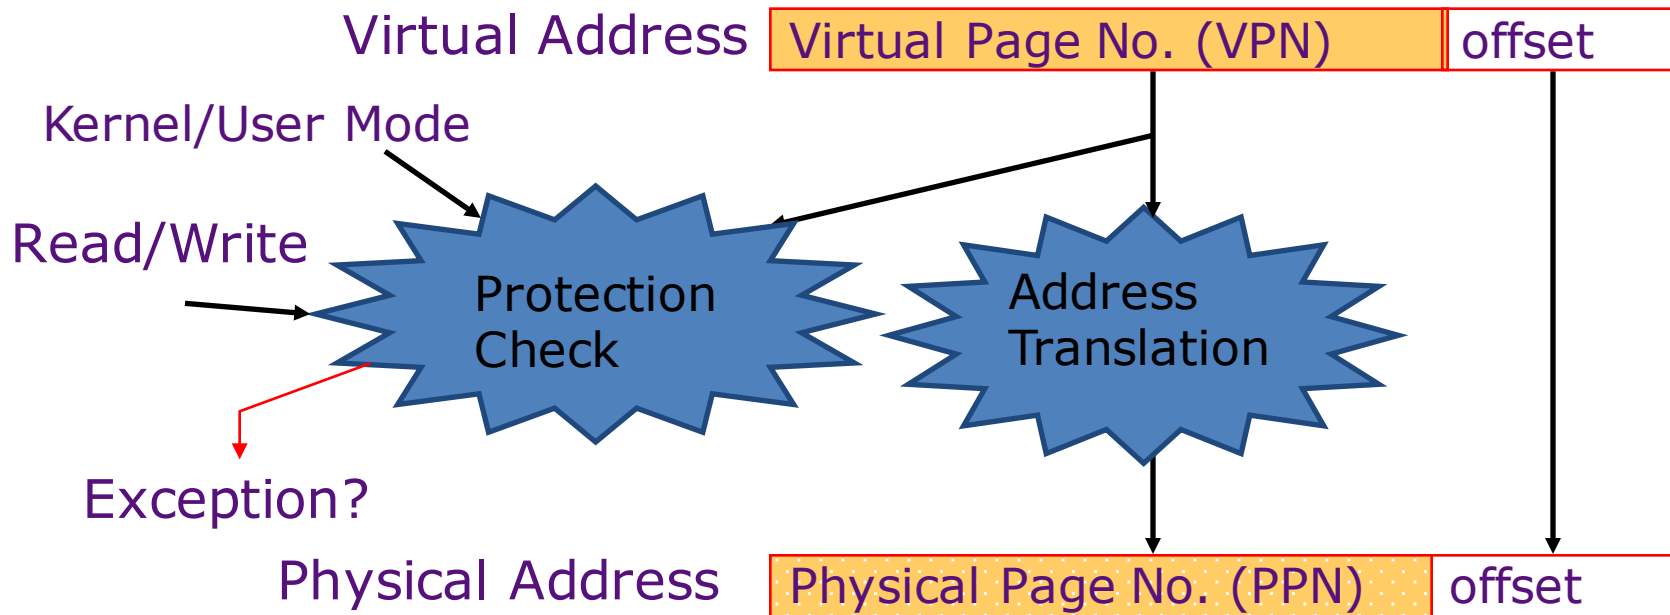 Virtual Address
Virtual Page No. (VPN)
offset
Kernel/User Mode
Read/Write
Protection
Check
Address
Translation
Exception?
Physical Address
Physical Page No. (PPN)
offset